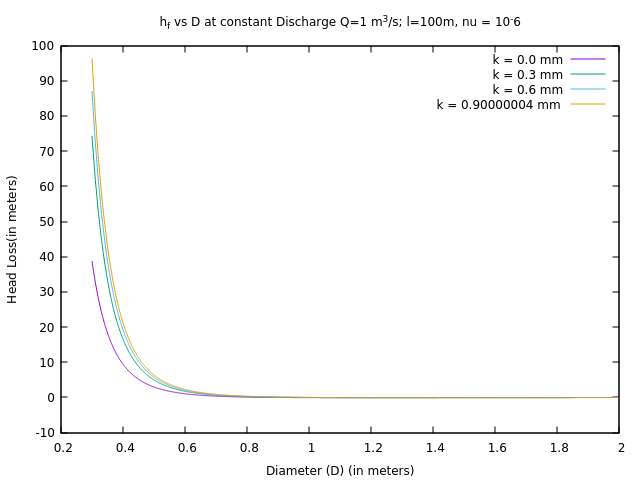 h_f vs D at constant Discharge Q=1 m³/s; l=100m, nu = 10⁻6
k = 0.0 mm
k = 0.3 mm
k = 0.6 mm
k = 0.90000004 mm
100
90
80
70
60
50
40
30
20
10
0
-10
0.2 0.4 0.6 0.8 1 1.2 1.4 1.6 1.8 2
Head Loss(in meters)
Diameter (D) (in meters)